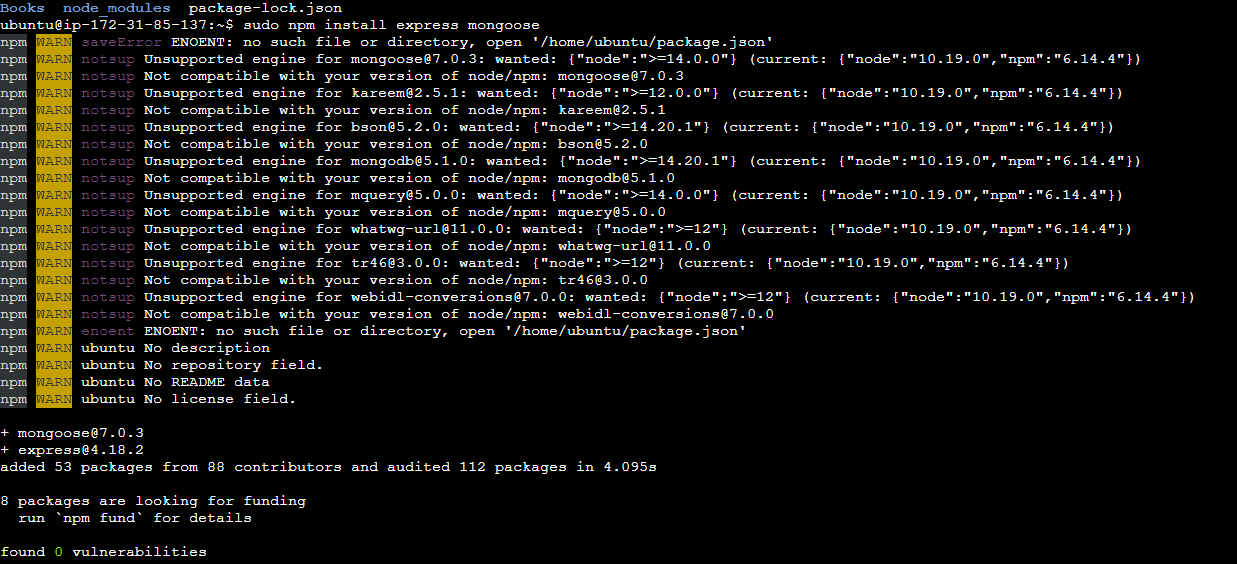 Books  node_modules  package-lock.json
ubuntu@ip-172-31-85-137:~$ sudo npm install express mongoose
npm WARN saveError ENOENT: no such file or directory, open '/home/ubuntu/package.json'
npm WARN notsup Unsupported engine for mongoose@7.0.3: wanted: {"node":">=14.0.0"} (current: {"node":"10.19.0","npm":"6.14.4"})
npm WARN notsup Not compatible with your version of node/npm: mongoose@7.0.3
npm WARN notsup Unsupported engine for kareem@2.5.1: wanted: {"node":">=12.0.0"} (current: {"node":"10.19.0","npm":"6.14.4"})
npm WARN notsup Not compatible with your version of node/npm: kareem@2.5.1
npm WARN notsup Unsupported engine for bson@5.2.0: wanted: {"node":">=14.20.1"} (current: {"node":"10.19.0","npm":"6.14.4"})
npm WARN notsup Not compatible with your version of node/npm: bson@5.2.0
npm WARN notsup Unsupported engine for mongodb@5.1.0: wanted: {"node":">=14.20.1"} (current: {"node":"10.19.0","npm":"6.14.4"})
npm WARN notsup Not compatible with your version of node/npm: mongodb@5.1.0
npm WARN notsup Unsupported engine for mquery@5.0.0: wanted: {"node":">=14.0.0"} (current: {"node":"10.19.0","npm":"6.14.4"})
npm WARN notsup Not compatible with your version of node/npm: mquery@5.0.0
npm WARN notsup Unsupported engine for whatwg-url@11.0.0: wanted: {"node":">=12"} (current: {"node":"10.19.0","npm":"6.14.4"})
npm WARN notsup Not compatible with your version of node/npm: whatwg-url@11.0.0
npm WARN notsup Unsupported engine for tr46@3.0.0: wanted: {"node":">=12"} (current: {"node":"10.19.0","npm":"6.14.4"})
npm WARN notsup Not compatible with your version of node/npm: tr46@3.0.0
npm WARN notsup Unsupported engine for webidl-conversions@7.0.0: wanted: {"node":">=12"} (current: {"node":"10.19.0","npm":"6.14.4"})
npm WARN notsup Not compatible with your version of node/npm: webidl-conversions@7.0.0
npm WARN enoent ENOENT: no such file or directory, open '/home/ubuntu/package.json'
npm WARN ubuntu No description
npm WARN ubuntu No repository field.
npm WARN ubuntu No README data
npm WARN ubuntu No license field.
+ mongoose@7.0.3
+ express@4.18.2
added 53 packages from 88 contributors and audited 112 packages in 4.095s
8 packages are looking for funding
  run `npm fund` for details
found 0 vulnerabilities